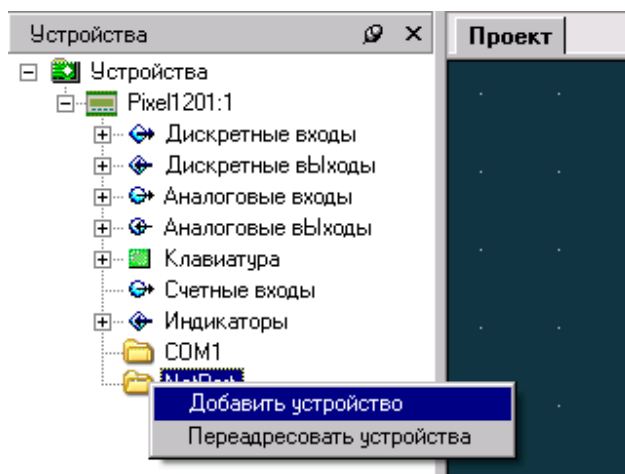 Устройства
Проект
Устройства
Pixel1201:1
Дискретные входы
Дискретные вЫходы
Аналоговые входы
Аналоговые вЫходы
Клавиатура
Счетные входы
Индикаторы
COM1
Добавить устройство
Переадресовать устройства